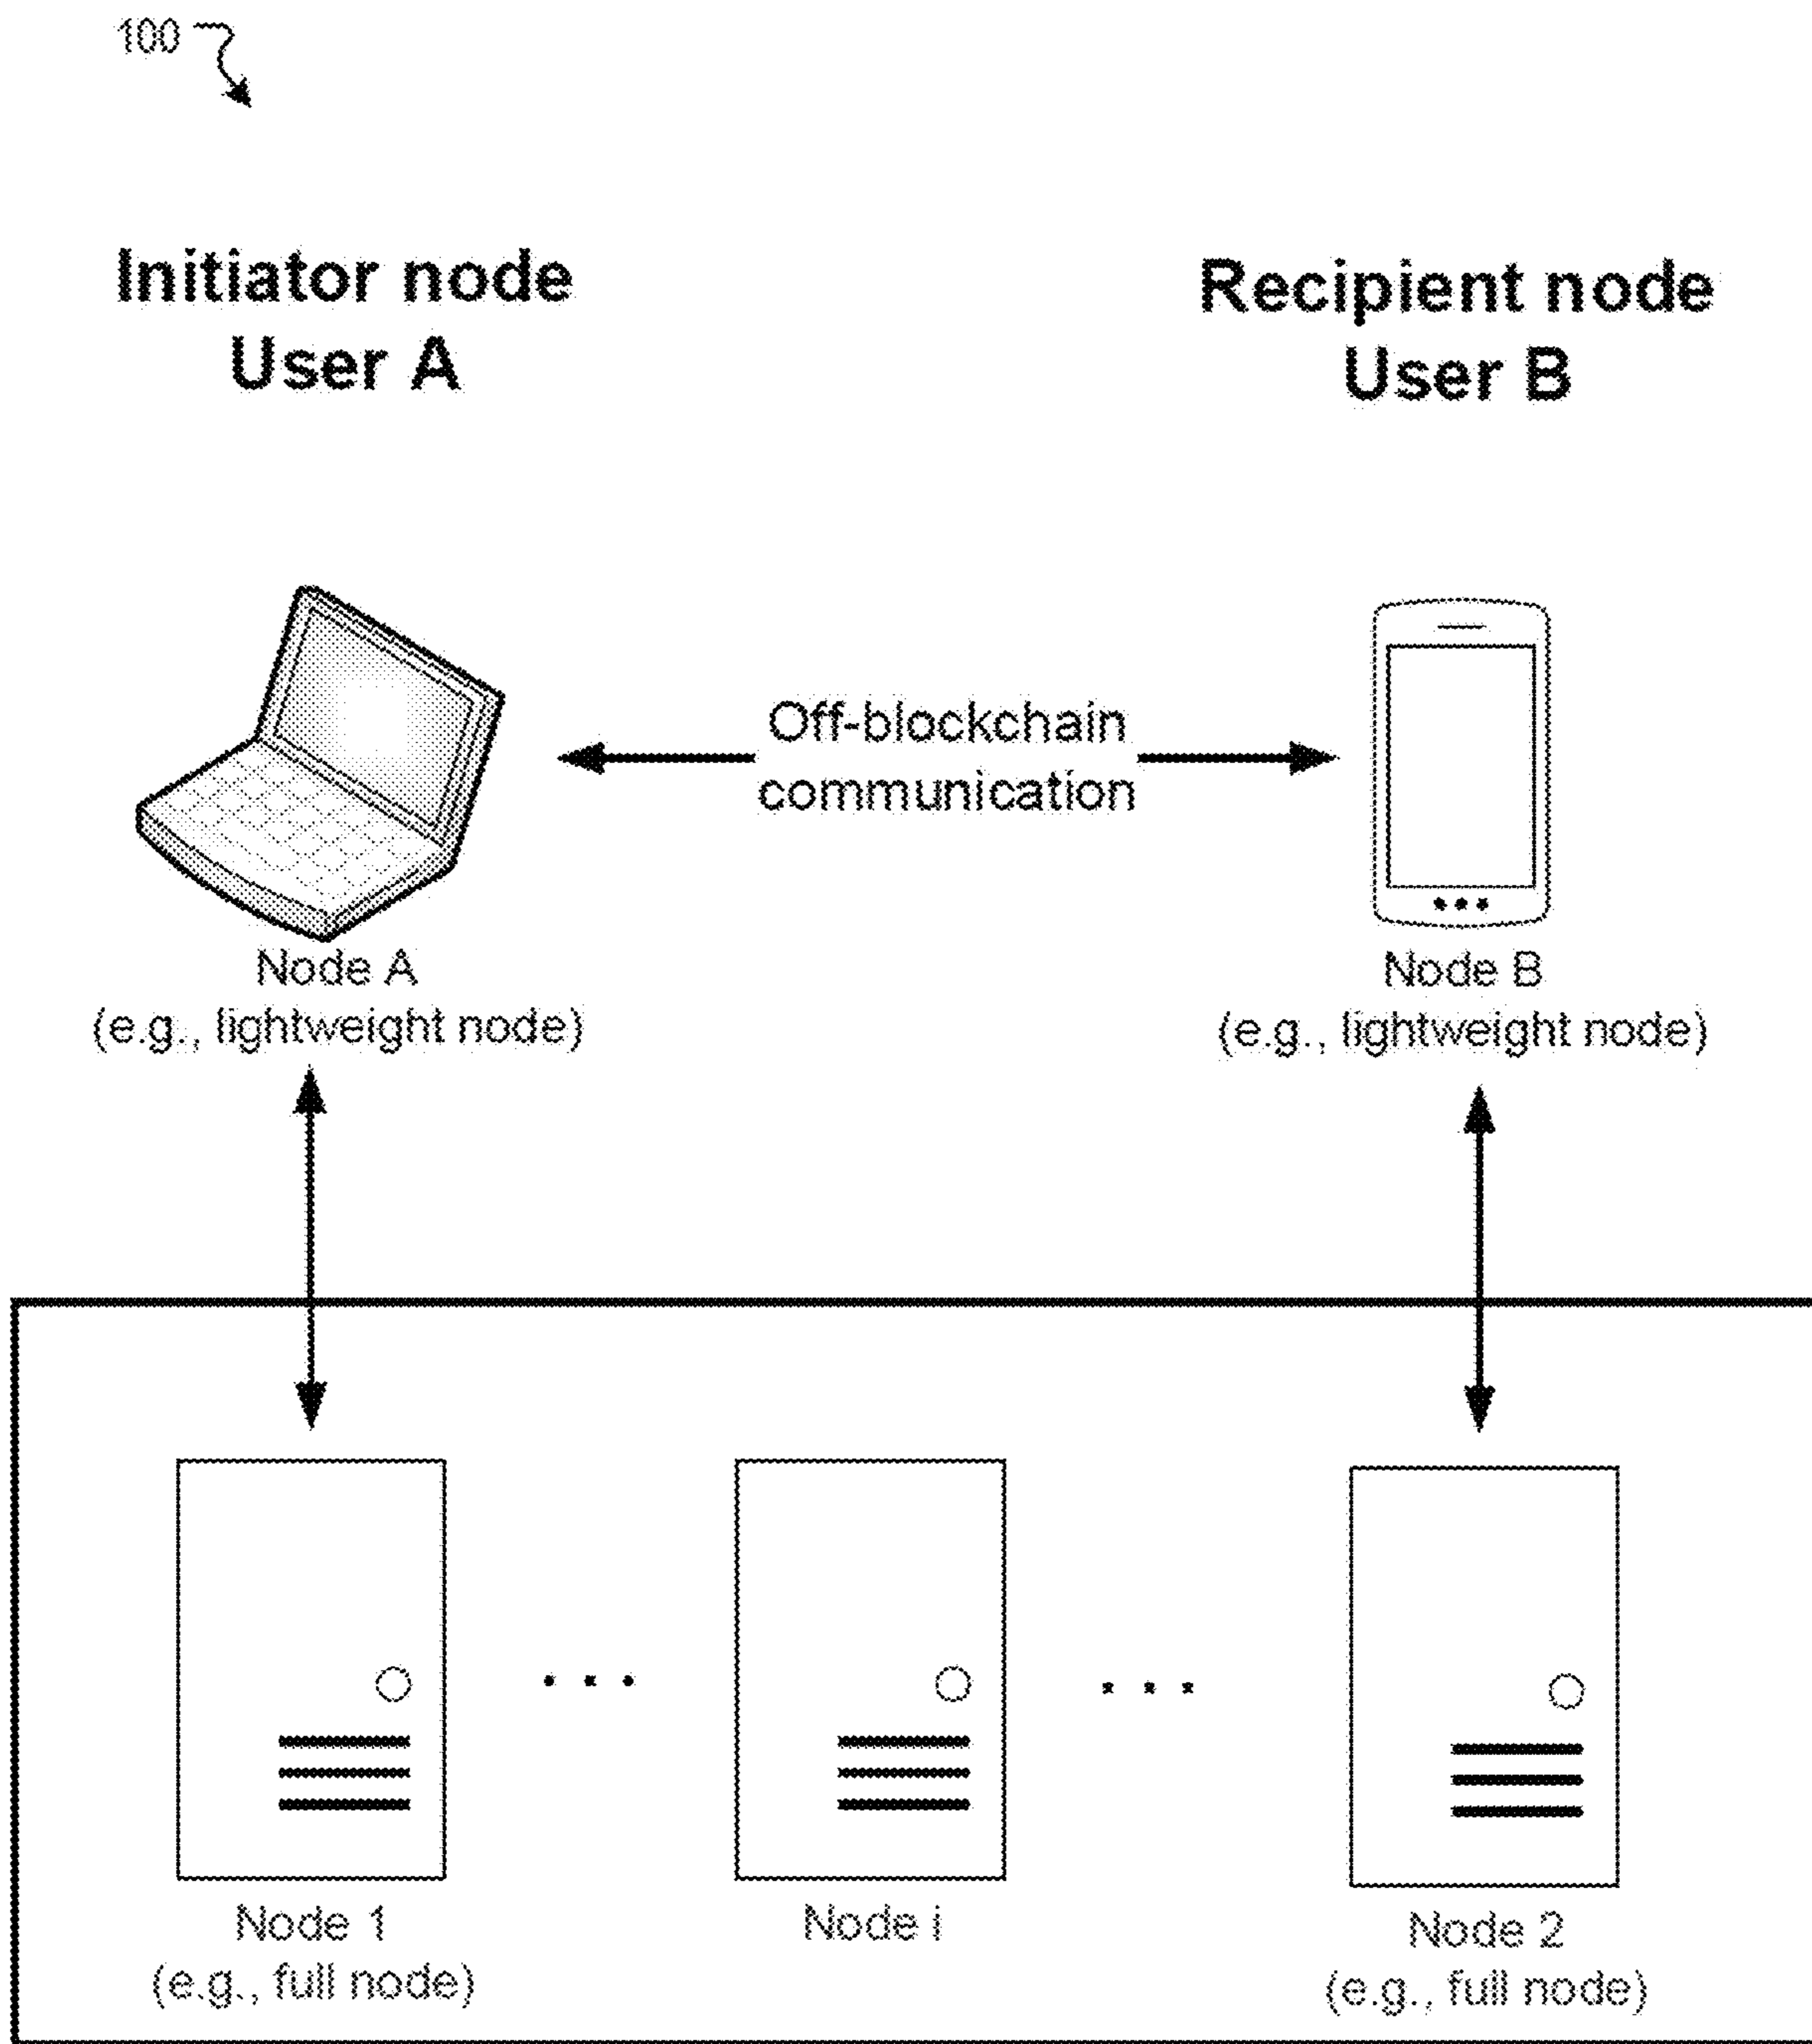 100
Initiator node
User A
Recipient node
User B
Off-blockchain
communication
Node A
(e.g., lightweight node)
Node B
(e.g., lightweight node)
Node 1
(e.g., full node)
Node i
Node 2
(e.g., full node)